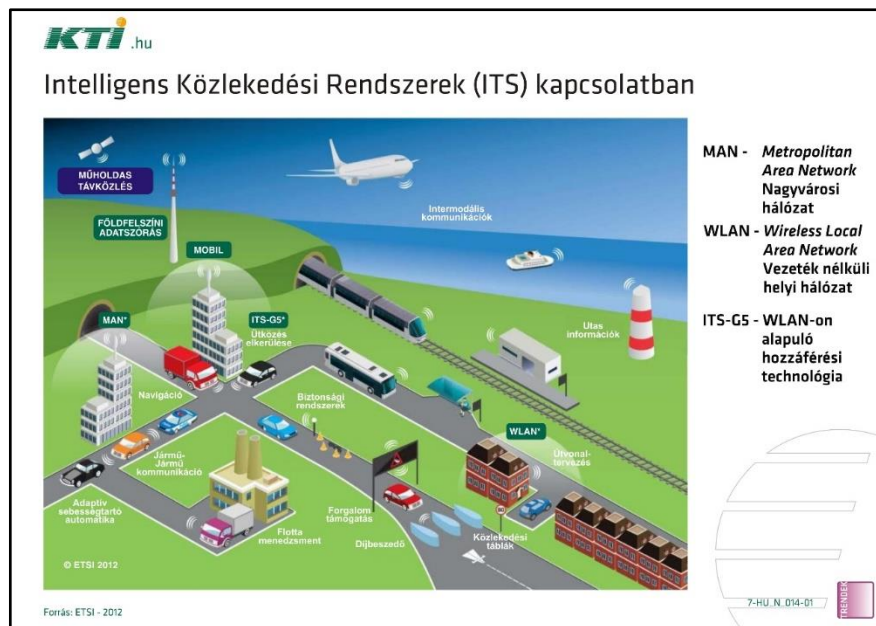 KTI.hu
Intelligens Közlekedési Rendszerek (ITS) kapcsolatban
MŰHOLDAS
TÁVKÖZLÉS
FÖLDFELSZÍNI
ADATSZÓRÁS
MOBIL
Intermodális
kommunikációk
MAN*
ITS-G5*
Ütközés
elkerülése
Utas
információk
Navigáció
Biztonsági
rendszerek
WLAN*
Jármű-
Jármű
kommunikáció
Útvonal-
tervezés
Adaptív
sebességtartó
automatika
Flotta
menedzsment
Forgalom
támogatás
Díjbeszedő
80
Közlekedési
táblák
© ETSI 2012
MAN - Metropolitan
Area Network
Nagyvárosi
hálózat
WLAN - Wireless Local
Area Network
Vezeték nélküli
helyi hálózat
ITS-G5 - WLAN-on
alapuló
hozzáférési
technológia
Forrás: ETSI - 2012
7-HU_N_014-01
TRENDEK